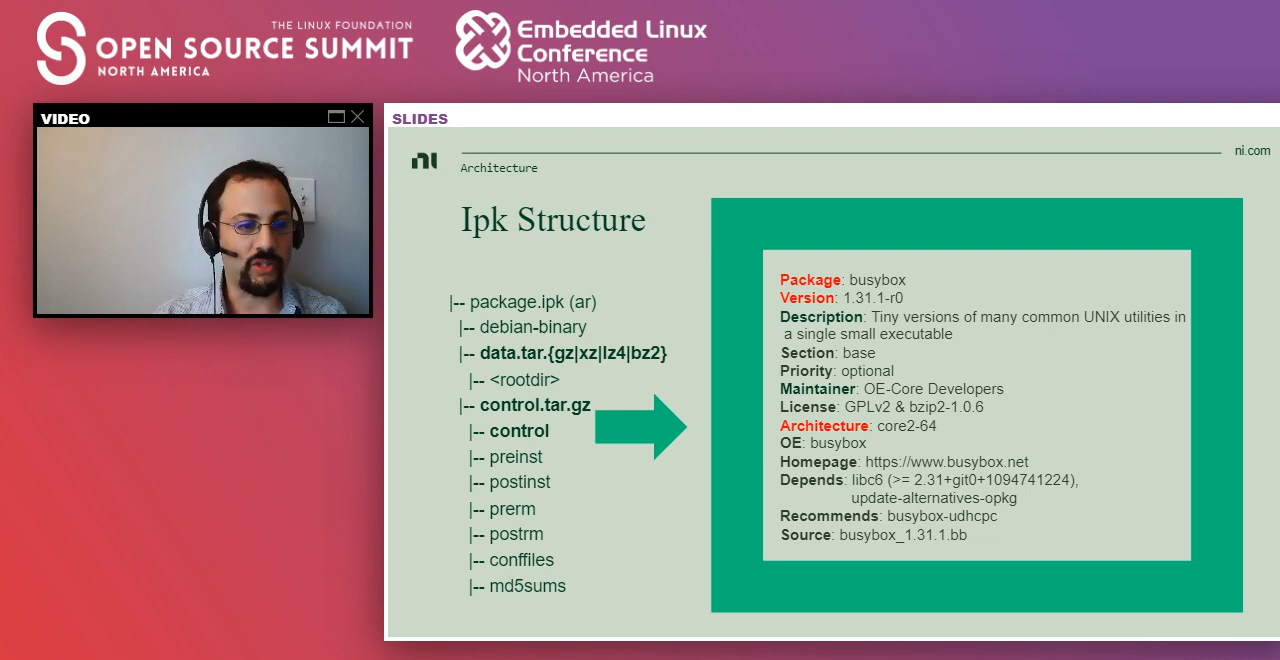 THE LINUX FOUNDATION
OPEN SOURCE SUMMIT
NORTH AMERICA
Embedded Linux
Conference
North America
VIDEO
SLIDES
ni
ni.com
Architecture
Ipk Structure
|-- package.ipk (ar)
|-- debian-binary
|-- data.tar.{gz|xz|lz4|bz2}
|-- <rootdir>
|-- control.tar.gz
|-- control
|-- preinst
|-- postinst
|-- prerm
|-- postrm
|-- conffiles
|-- md5sums
Package: busybox
Version: 1.31.1-r0
Description: Tiny versions of many common UNIX utilities in
a single small executable
Section: base
Priority: optional
Maintainer: OE-Core Developers
License: GPLv2 & bzip2-1.0.6
Architecture: core2-64
OE: busybox
Homepage: https://www.busybox.net
Depends: libc6 (>= 2.31+git0+1094741224),
update-alternatives-opkg
Recommends: busybox-udhcpc
Source: busybox_1.31.1.bb